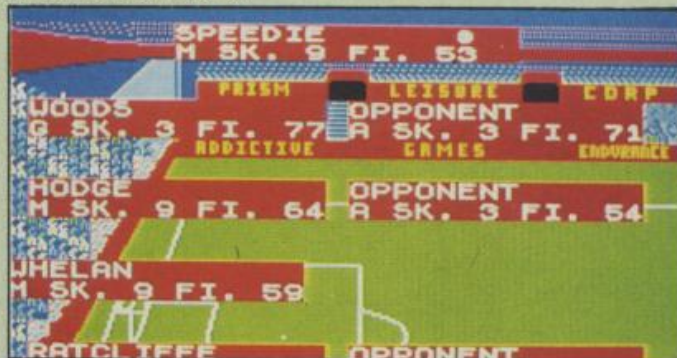 SPEEDIE
M SK. 9 FI. 53
PRISM LEISURE CORP
WOODS OPPONENT
G SK. 3 FI. 77 A SK. 3 FI. 71
ADDICTIVE GAMES ENDURANCE
HODGE OPPONENT
M SK. 9 FI. 64 A SK. 3 FI. 54
WHELAN
M SK. 9 FI. 59
RATCLIFFE OPPONENT